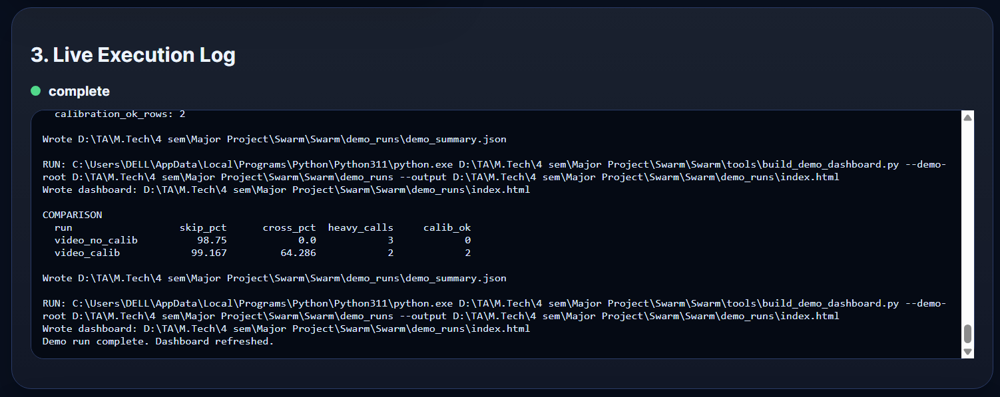 3. Live Execution Log
complete
calibration_ok_rows: 2
Wrote D:\TA\M.Tech\4 sem\Major Project\Swarm\Swarm\demo_runs\demo_summary.json
RUN: C:\Users\DELL\AppData\Local\Programs\Python\Python311\python.exe D:\TA\M.Tech\4 sem\Major Project\Swarm\Swarm\tools\build_demo_dashboard.py --demo-
root D:\TA\M.Tech\4 sem\Major Project\Swarm\Swarm\demo_runs --output D:\TA\M.Tech\4 sem\Major Project\Swarm\Swarm\demo_runs\index.html
Wrote dashboard: D:\TA\M.Tech\4 sem\Major Project\Swarm\Swarm\demo_runs\index.html
COMPARISON
run skip_pct cross_pct heavy_calls calib_ok
video_no_calib 98.75 0.0 3 0
video_calib 99.167 64.286 2 2
Wrote D:\TA\M.Tech\4 sem\Major Project\Swarm\Swarm\demo_runs\demo_summary.json
RUN: C:\Users\DELL\AppData\Local\Programs\Python\Python311\python.exe D:\TA\M.Tech\4 sem\Major Project\Swarm\Swarm\tools\build_demo_dashboard.py --demo-
root D:\TA\M.Tech\4 sem\Major Project\Swarm\Swarm\demo_runs --output D:\TA\M.Tech\4 sem\Major Project\Swarm\Swarm\demo_runs\index.html
Wrote dashboard: D:\TA\M.Tech\4 sem\Major Project\Swarm\Swarm\demo_runs\index.html
Demo run complete. Dashboard refreshed.